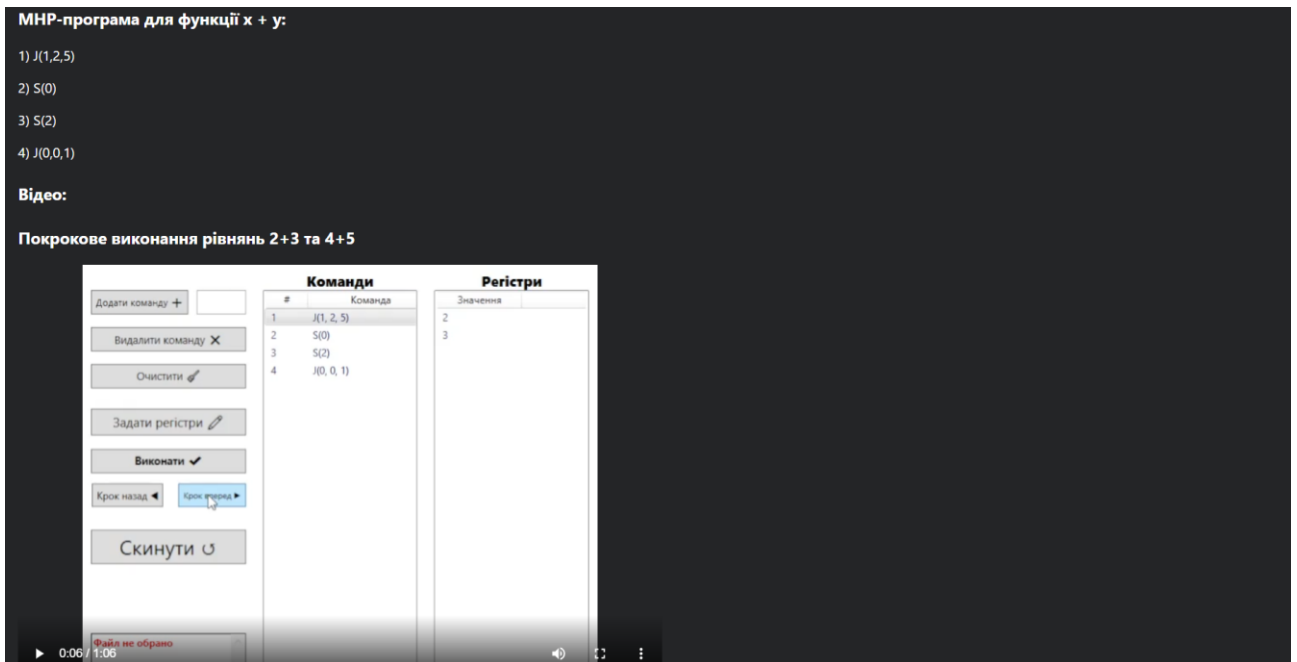 МНР-програма для функції x + y:
1) J(1,2,5)
2) S(0)
3) S(2)
4) J(0,0,1)
Відео:
Покрокове виконання рівнянь 2+3 та 4+5
Команди
Регістри
Додати команду
# Команда
Значення
1 J(1, 2, 5)
2
2 S(0)
3
Видалити команду
3 S(2)
4 J(0, 0, 1)
Очистити
Задати регістри
Виконати
Крок назад
Крок вперед
Скинути
Файл не обрано
0:06 / 1:06